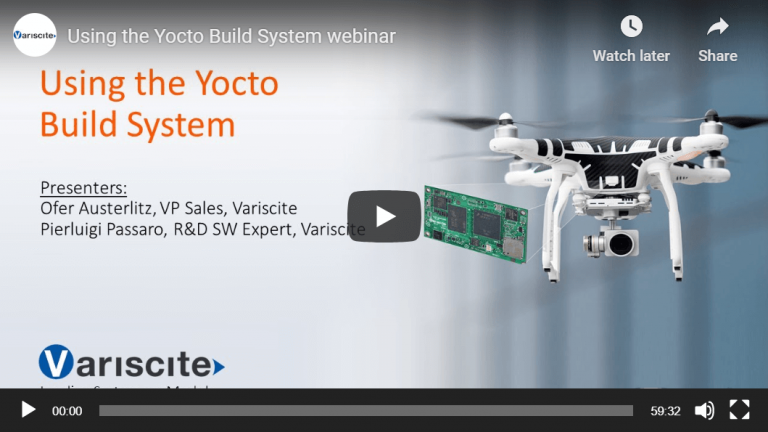 Variscite
Using the Yocto Build System webinar
Watch later
Share
Using the Yocto
Build System
Presenters:
Ofer Austerlitz, VP Sales, Variscite
Pierluigi Passaro, R&D SW Expert, Variscite
Variscite
00:00
59:32